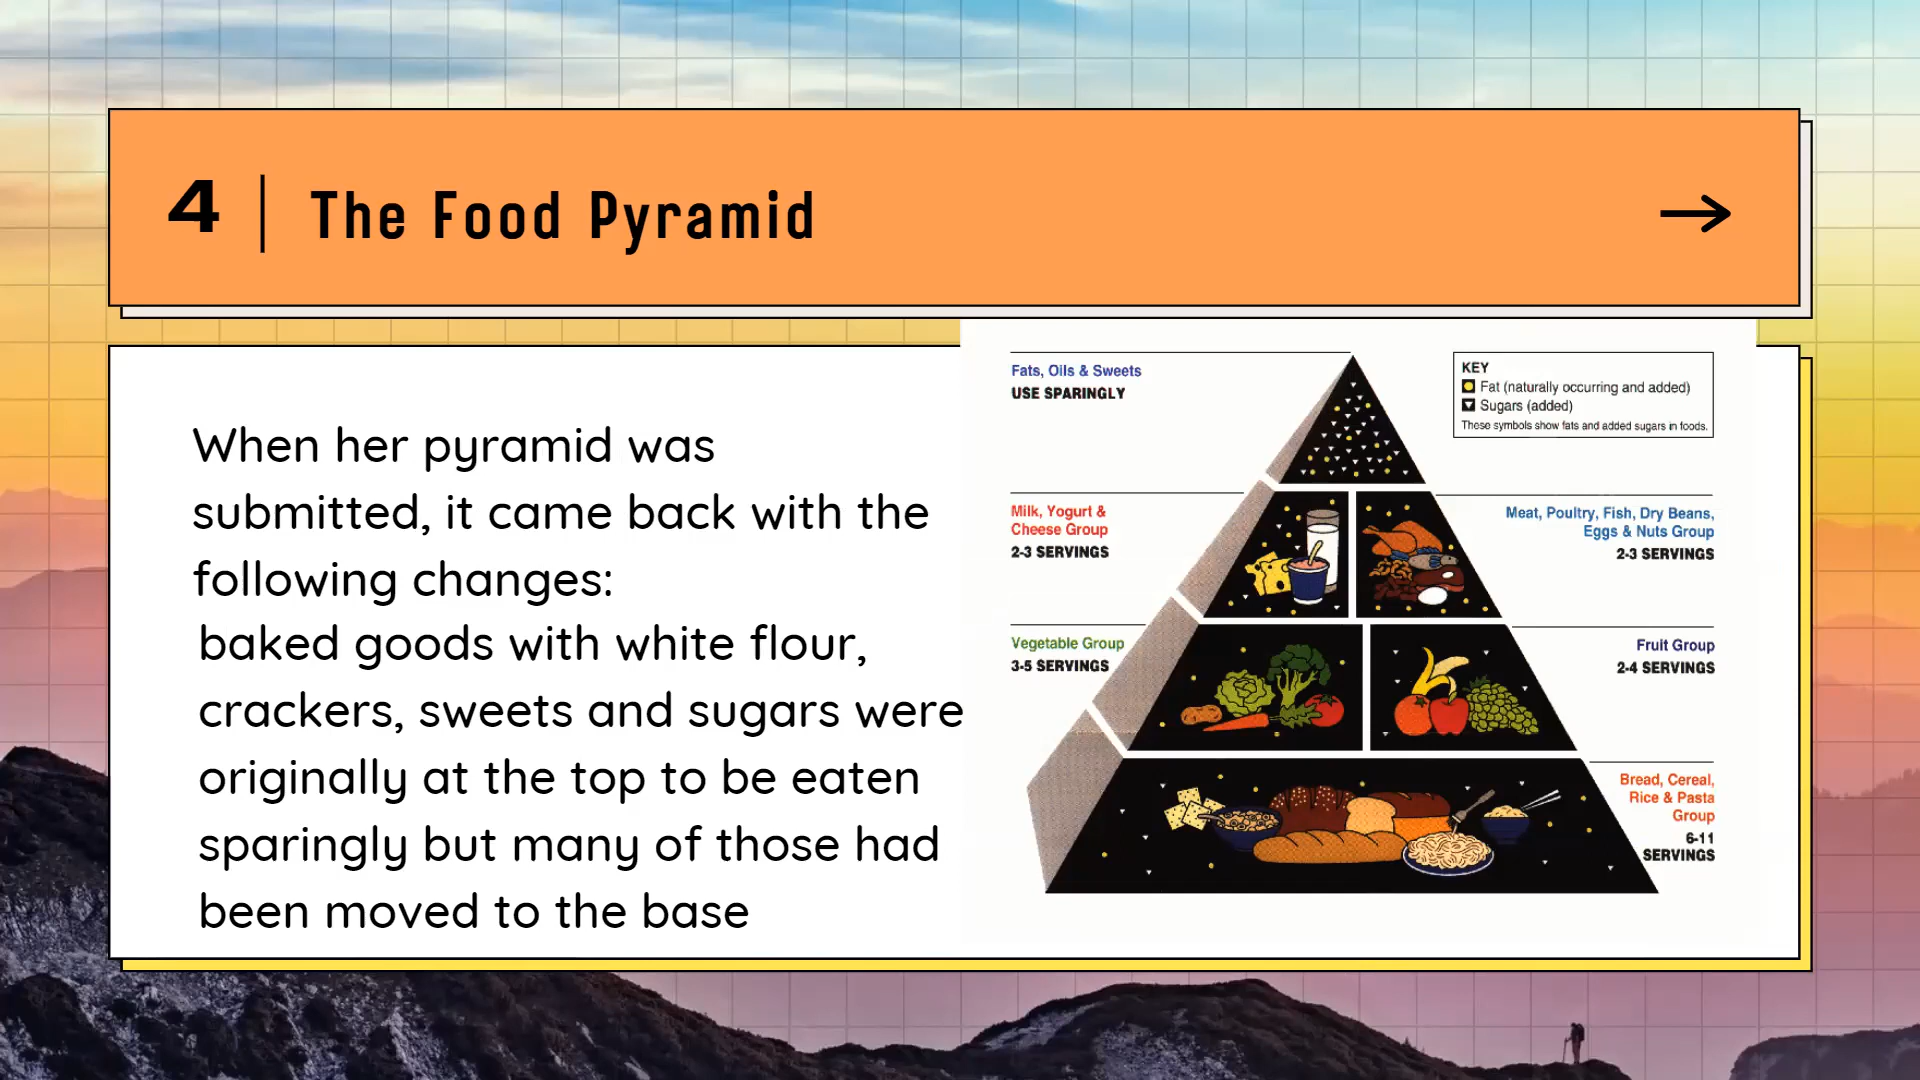 4 | The Food Pyramid
When her pyramid was
submitted, it came back with the
following changes:
baked goods with white flour,
crackers, sweets and sugars were
originally at the top to be eaten
sparingly but many of those had
been moved to the base
Fats, Oils & Sweets
USE SPARINGLY
KEY
Fat (naturally occurring and added)
Sugars (added)
These symbols show fats and added sugars in foods.
Milk, Yogurt &
Cheese Group
2-3 SERVINGS
Meat, Poultry, Fish, Dry Beans,
Eggs & Nuts Group
2-3 SERVINGS
Vegetable Group
3-5 SERVINGS
Fruit Group
2-4 SERVINGS
Bread, Cereal,
Rice & Pasta
Group
6-11
SERVINGS